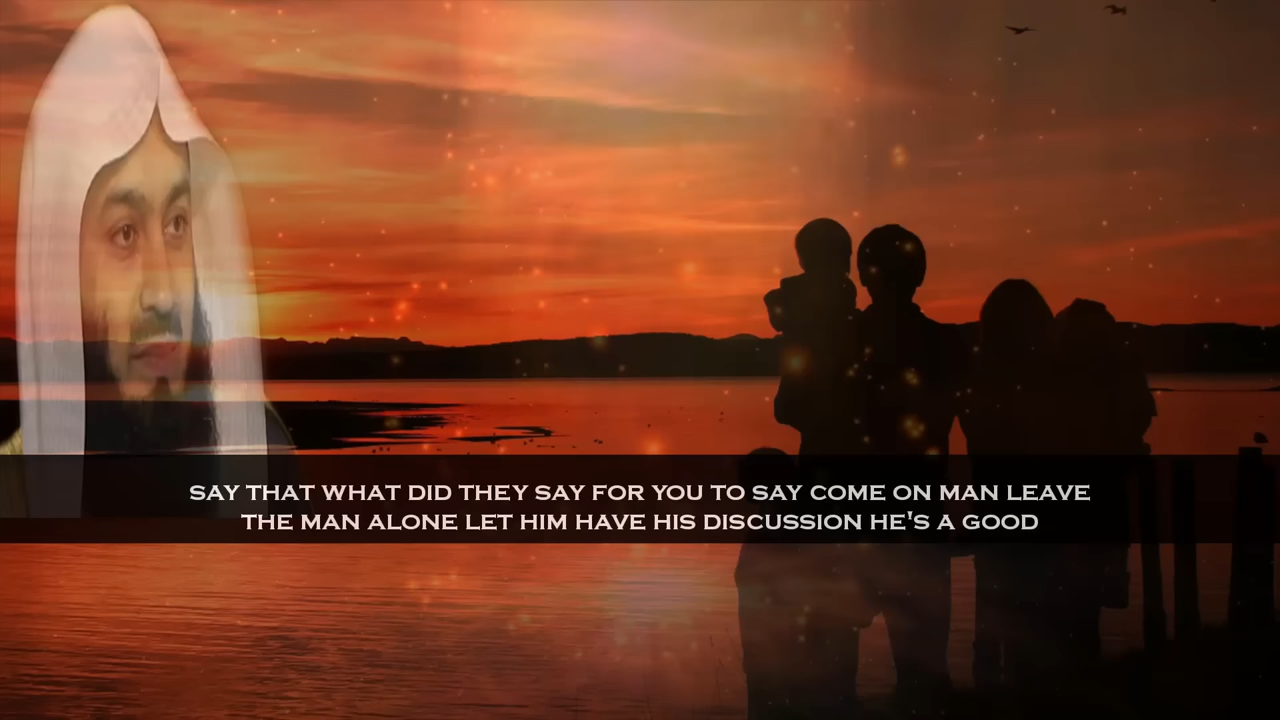 SAY THAT WHAT DID THEY SAY FOR YOU TO SAY COME ON MAN LEAVE
THE MAN ALONE LET HIM HAVE HIS DISCUSSION HE'S A GOOD